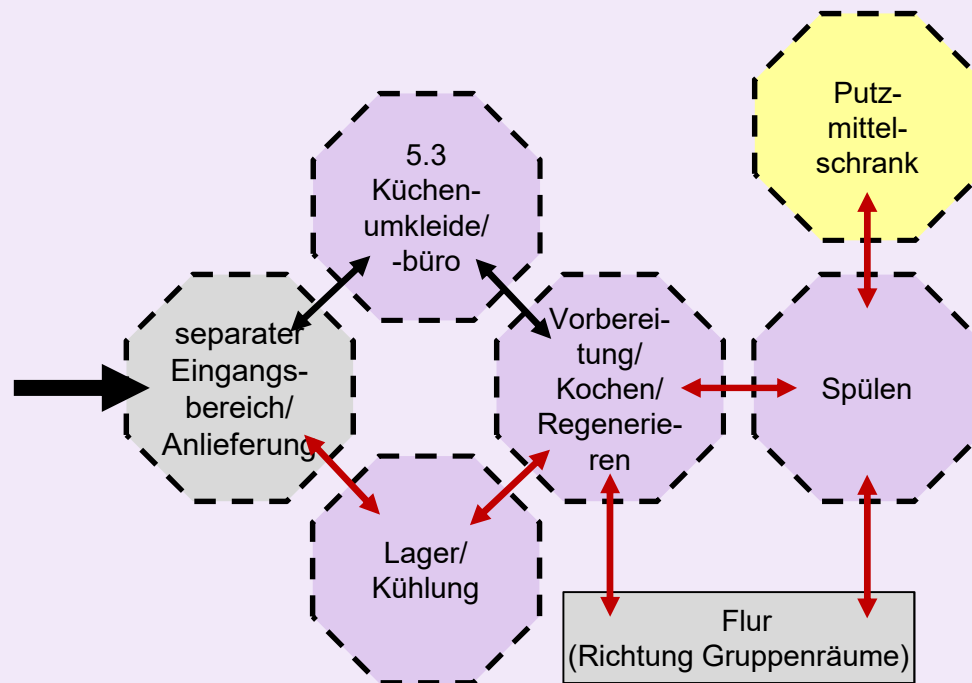 Putz-
mittel-
schrank
5.3
Küchen-
umkleide/
-büro
separater
Eingangs-
bereich/
Anlieferung
Vorberei-
tung/
Kochen/
Regenerie-
ren
Spülen
Lager/
Kühlung
Flur
(Richtung Gruppenräume)